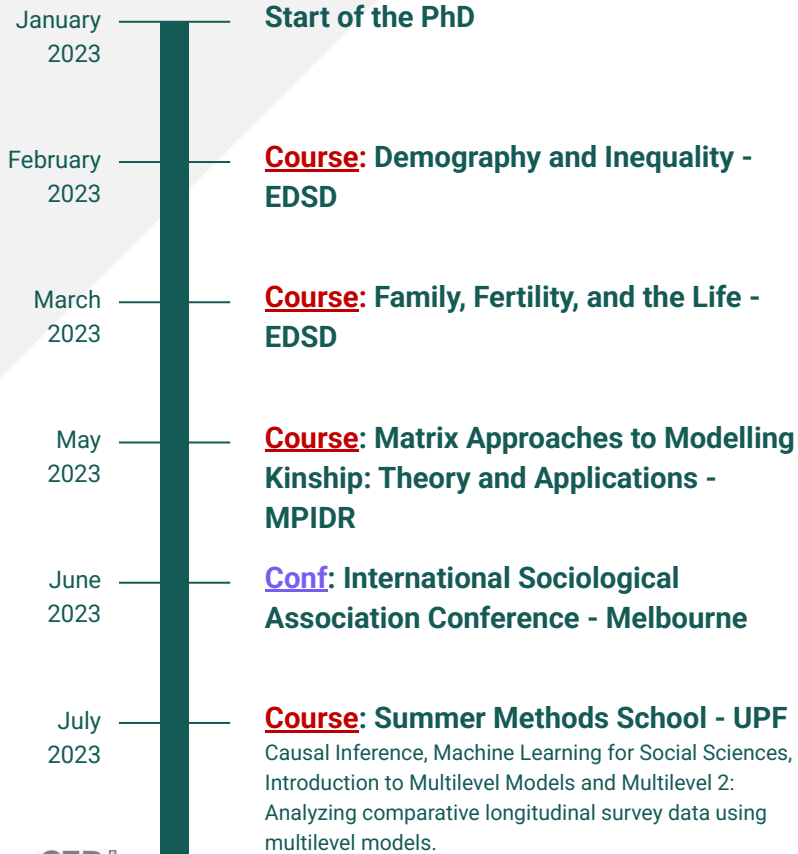 January
2023
Start of the PhD
February
2023
Course: Demography and Inequality -
EDSD
March
2023
Course: Family, Fertility, and the Life -
EDSD
May
2023
Course: Matrix Approaches to Modelling
Kinship: Theory and Applications -
MPIDR
June
2023
Conf: International Sociological
Association Conference - Melbourne
July
2023
Course: Summer Methods School - UPF
Causal Inference, Machine Learning for Social Sciences,
Introduction to Multilevel Models and Multilevel 2:
Analyzing comparative longitudinal survey data using
multilevel models.